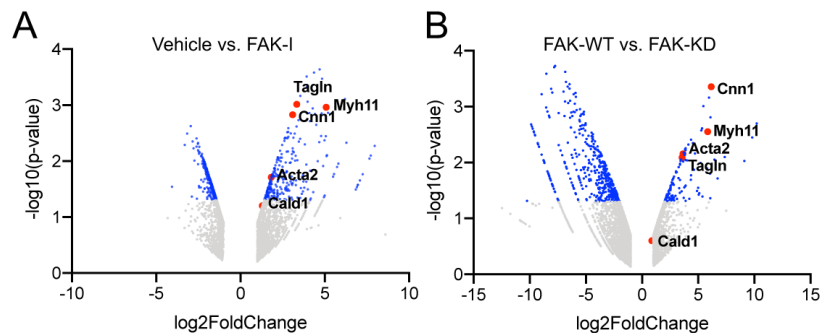 A
Vehicle vs. FAK-I
4
3
2
1
0
-log10(p-value)
Tagln
Myh11
Cnn1
Acta2
Cald1
-10
-5
0
5
10
log2FoldChange
B
FAK-WT vs. FAK-KD
4
3
2
1
0
-log10(p-value)
Cnn1
Myh11
Acta2
Tagln
Cald1
-15
-10
-5
0
5
10
15
log2FoldChange